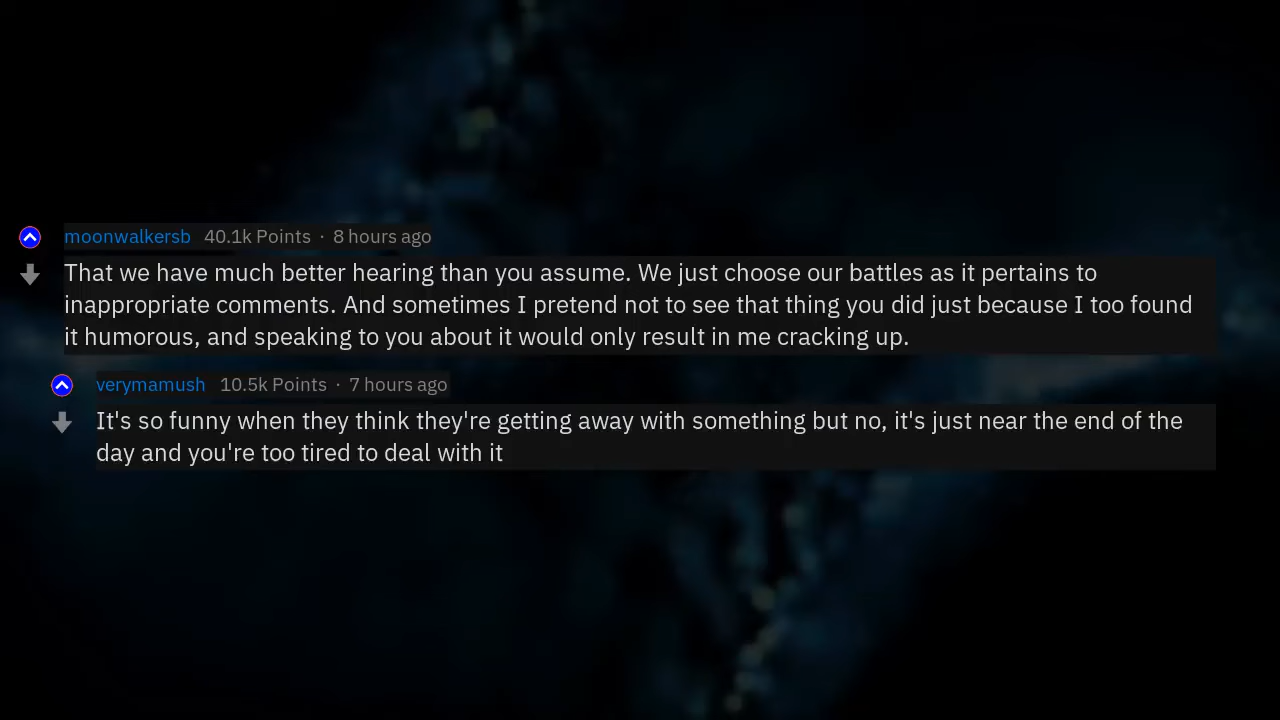 moonwalkersb 40.1k Points · 8 hours ago
That we have much better hearing than you assume. We just choose our battles as it pertains to
inappropriate comments. And sometimes I pretend not to see that thing you did just because I too found
it humorous, and speaking to you about it would only result in me cracking up.
verymamush 10.5k Points · 7 hours ago
It's so funny when they think they're getting away with something but no, it's just near the end of the
day and you're too tired to deal with it